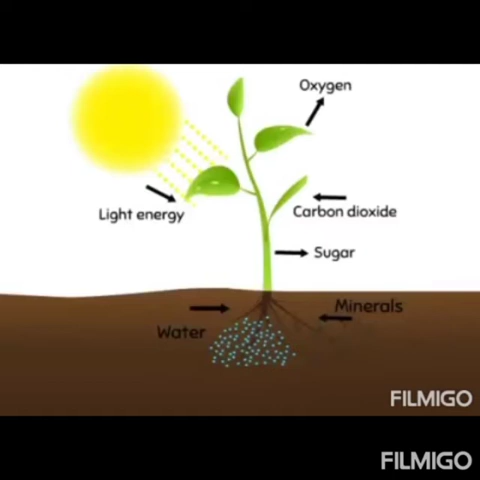 Oxygen
Light energy
Carbon dioxide
Sugar
Minerals
Water
FILMIGO
FILMIGO